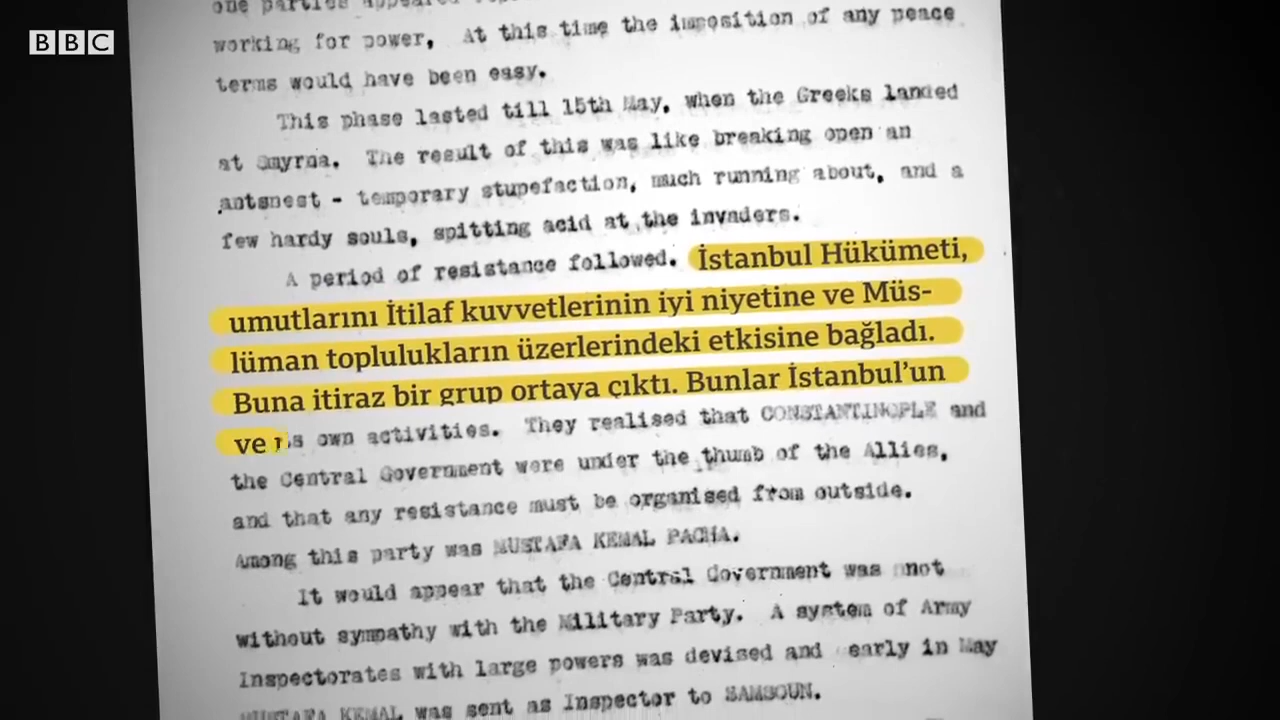 BBC
one parties appeared
working for power, At this time the imposition of any peace
terms would have been easy.
This phase lasted till 15th May, when the Greeks landed
at Smyrna. The result of this was like breaking open an
antsnest - temporary stupefaction, much running about, and a
few hardy souls, spitting acid at the invaders.
A period of resistance followed. İstanbul Hükümeti,
umutlarını İtilaf kuvvetlerinin iyi niyetine ve Müs-
lüman toplulukların üzerlerindeki etkisine bağladı.
Buna itiraz bir grup ortaya çıktı. Bunlar İstanbul'un
ve own activities. They realised that CONSTANTINOPLE and
the Central Government were under the thumb of the Allies,
and that any resistance must be organised from outside.
Among this party was MUSTAFA KEMAL PACHA.
It would appear that the Central Government was not
without sympathy with the Military Party. A system of Army
Inspectorates with large powers was devised and early in May
MUSTAFA KEMAL was sent as Inspector to SAMSOUN.